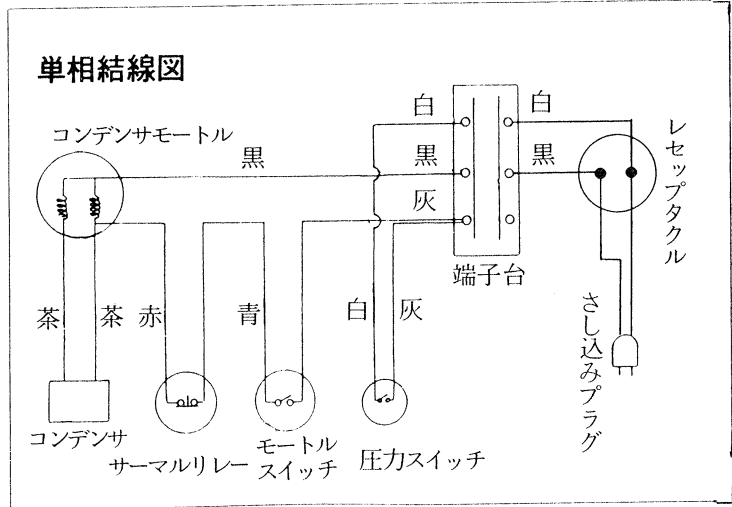 単相結線図
コンデンサモートル
黒
白
黒
灰
白
黒
レセップタクル
端子台
茶
茶
赤
青
白
灰
さし込みプラグ
コンデンサ
サーマルリレー
モートル
スイッチ
圧力スイッチ